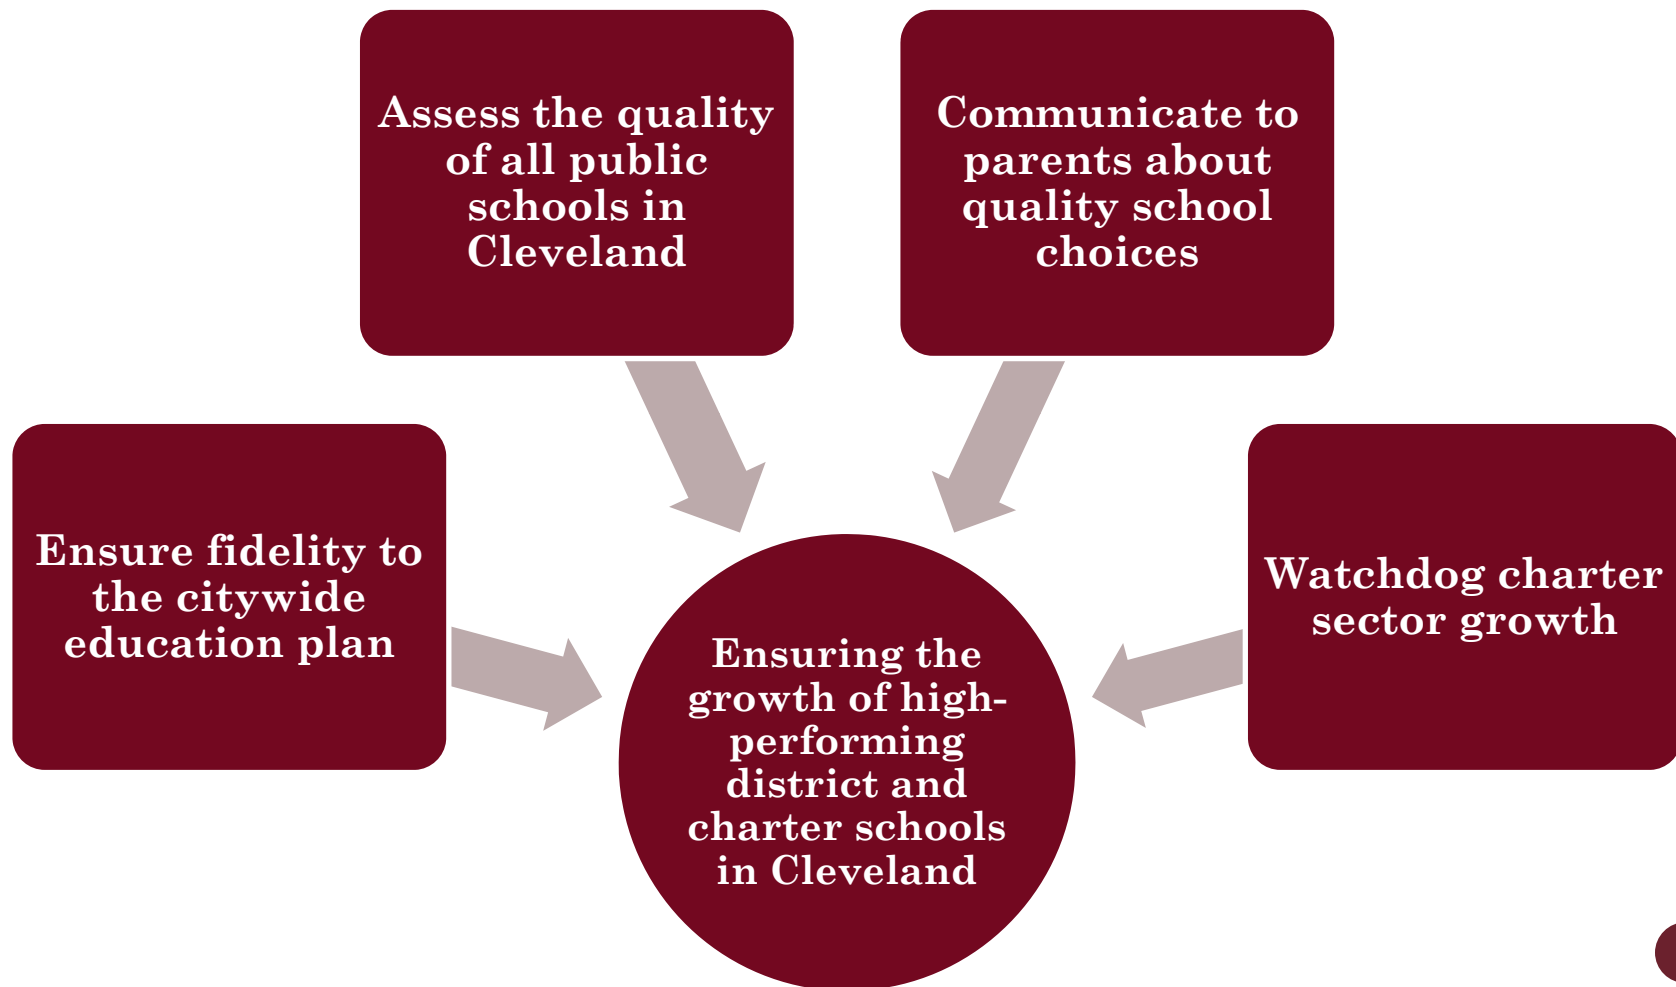 Assess the quality
of all public
schools in
Cleveland
Communicate to
parents about
quality school
choices
Ensure fidelity to
the citywide
education plan
Watchdog charter
sector growth
Ensuring the
growth of high-
performing
district and
charter schools
in Cleveland